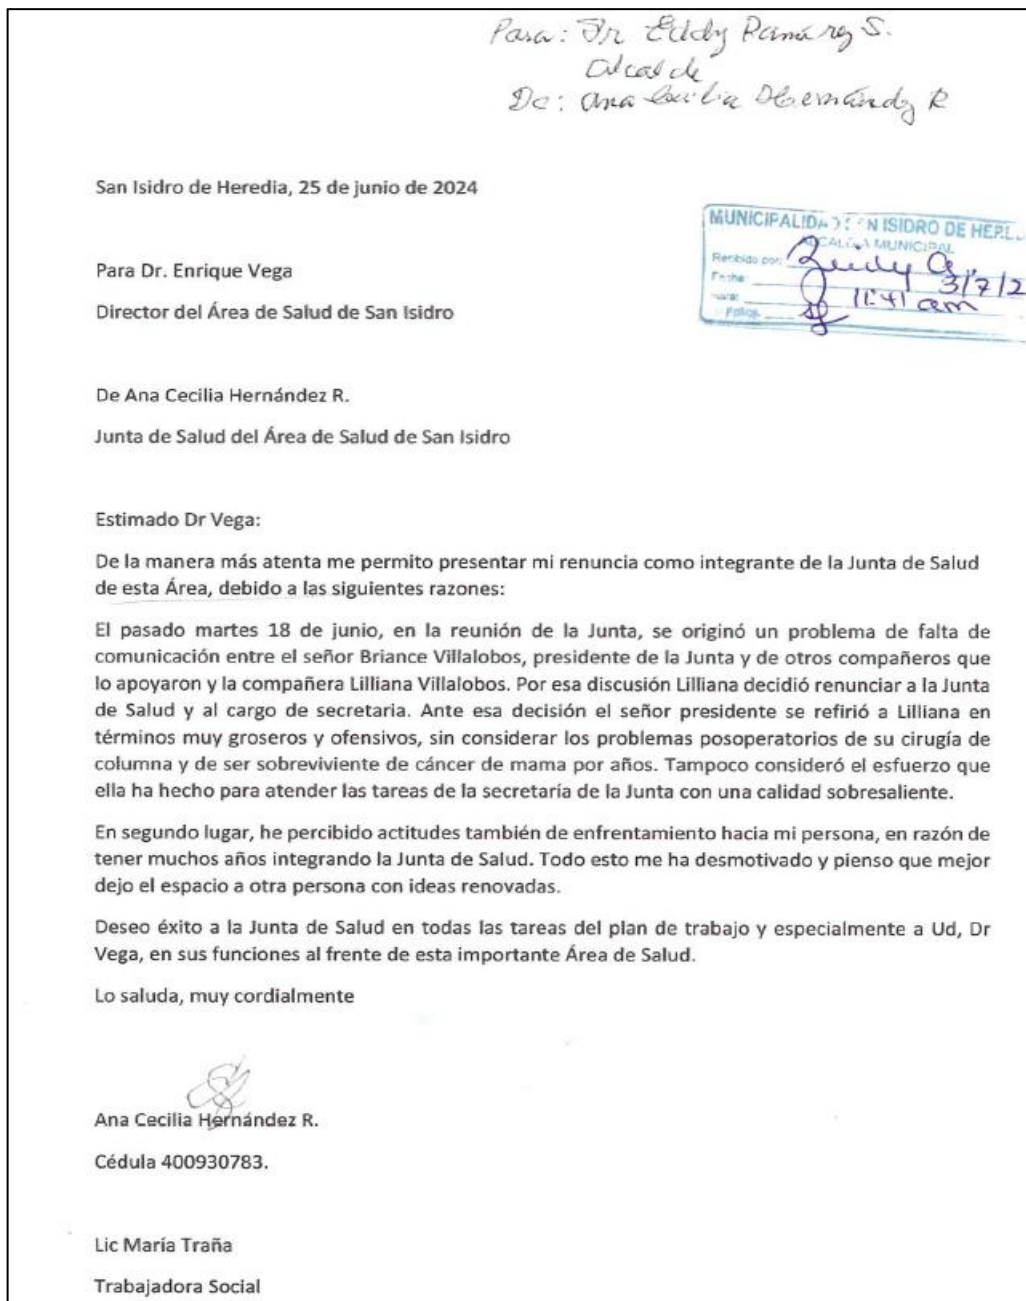 Para: Dr Eddy Ramírez S.
Alcalde
De: Ana Cecilia Hernández R
San Isidro de Heredia, 25 de junio de 2024
MUNICIPALIDAD SAN ISIDRO DE HERE
ALCALDIA MUNICIPAL
Recibido por:
Fecha: 3/7/2
Hora: 11:41 am
Folios
Para Dr. Enrique Vega
Director del Área de Salud de San Isidro
De Ana Cecilia Hernández R.
Junta de Salud del Área de Salud de San Isidro
Estimado Dr Vega:
De la manera más atenta me permito presentar mi renuncia como integrante de la Junta de Salud
de esta Área, debido a las siguientes razones:
El pasado martes 18 de junio, en la reunión de la Junta, se originó un problema de falta de
comunicación entre el señor Briance Villalobos, presidente de la Junta y de otros compañeros que
lo apoyaron y la compañera Lilliana Villalobos. Por esa discusión Lilliana decidió renunciar a la Junta
de Salud y al cargo de secretaria. Ante esa decisión el señor presidente se refirió a Lilliana en
términos muy groseros y ofensivos, sin considerar los problemas posoperatorios de su cirugía de
columna y de ser sobreviviente de cáncer de mama por años. Tampoco consideró el esfuerzo que
ella ha hecho para atender las tareas de la secretaría de la Junta con una calidad sobresaliente.
En segundo lugar, he percibido actitudes también de enfrentamiento hacia mi persona, en razón de
tener muchos años integrando la Junta de Salud. Todo esto me ha desmotivado y pienso que mejor
dejo el espacio a otra persona con ideas renovadas.
Deseo éxito a la Junta de Salud en todas las tareas del plan de trabajo y especialmente a Ud, Dr
Vega, en sus funciones al frente de esta importante Área de Salud.
Lo saluda, muy cordialmente
Ana Cecilia Hernández R.
Cédula 400930783.
Lic María Traña
Trabajadora Social